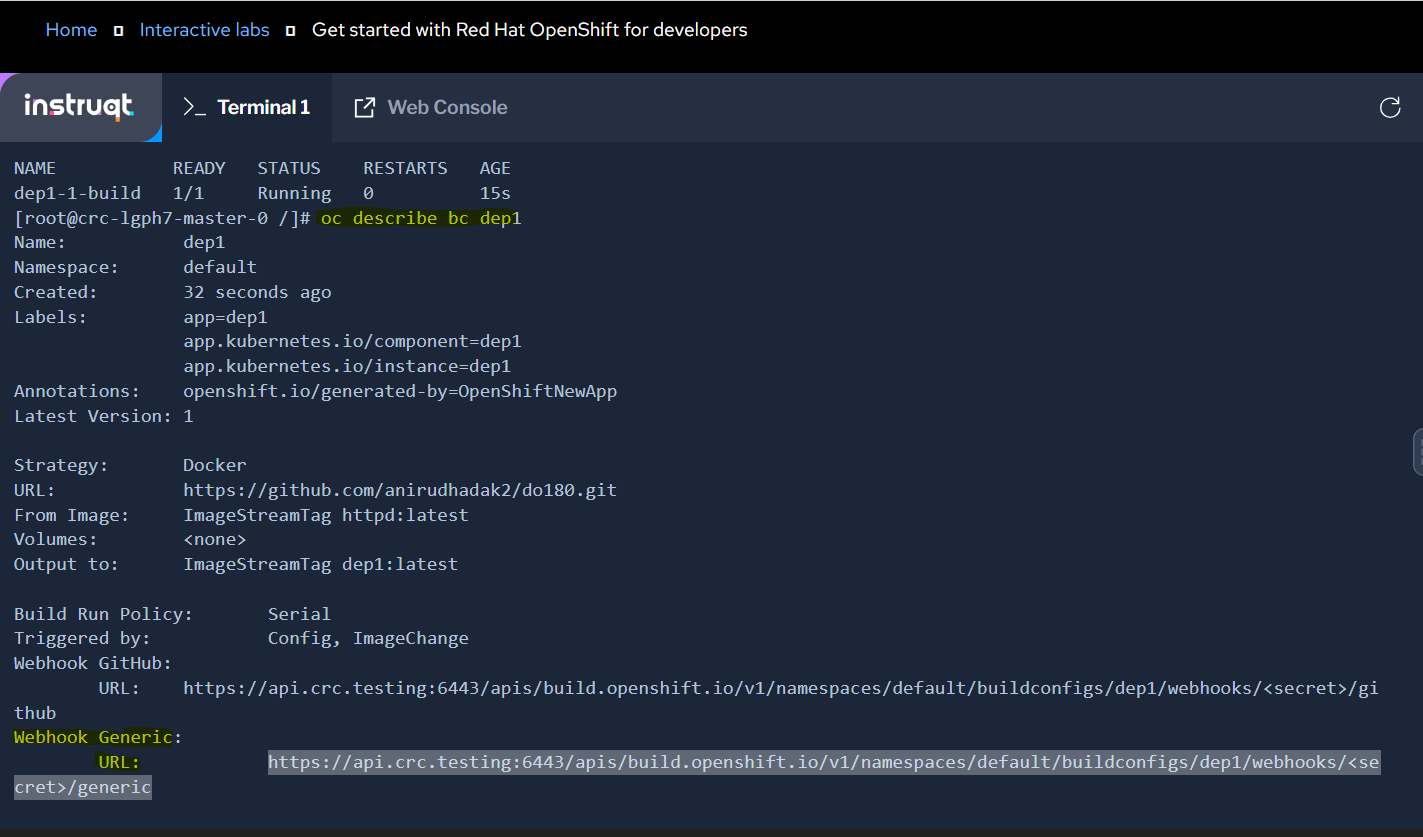 Home Interactive labs Get started with Red Hat OpenShift for developers
instruqt >_ Terminal 1 Web Console
NAME READY STATUS RESTARTS AGE
dep1-1-build 1/1 Running 0 15s
[root@crc-lgph7-master-0 /]# oc describe bc dep1
Name: dep1
Namespace: default
Created: 32 seconds ago
Labels: app=dep1
app.kubernetes.io/component=dep1
app.kubernetes.io/instance=dep1
Annotations: openshift.io/generated-by=OpenShiftNewApp
Latest Version: 1
Strategy: Docker
URL: https://github.com/anirudhadak2/do180.git
From Image: ImageStreamTag httpd:latest
Volumes: <none>
Output to: ImageStreamTag dep1:latest
Build Run Policy: Serial
Triggered by: Config, ImageChange
Webhook GitHub:
URL: https://api.crc.testing:6443/apis/build.openshift.io/v1/namespaces/default/buildconfigs/dep1/webhooks/<secret>/gi
thub
Webhook Generic:
URL: https://api.crc.testing:6443/apis/build.openshift.io/v1/namespaces/default/buildconfigs/dep1/webhooks/<se
cret>/generic